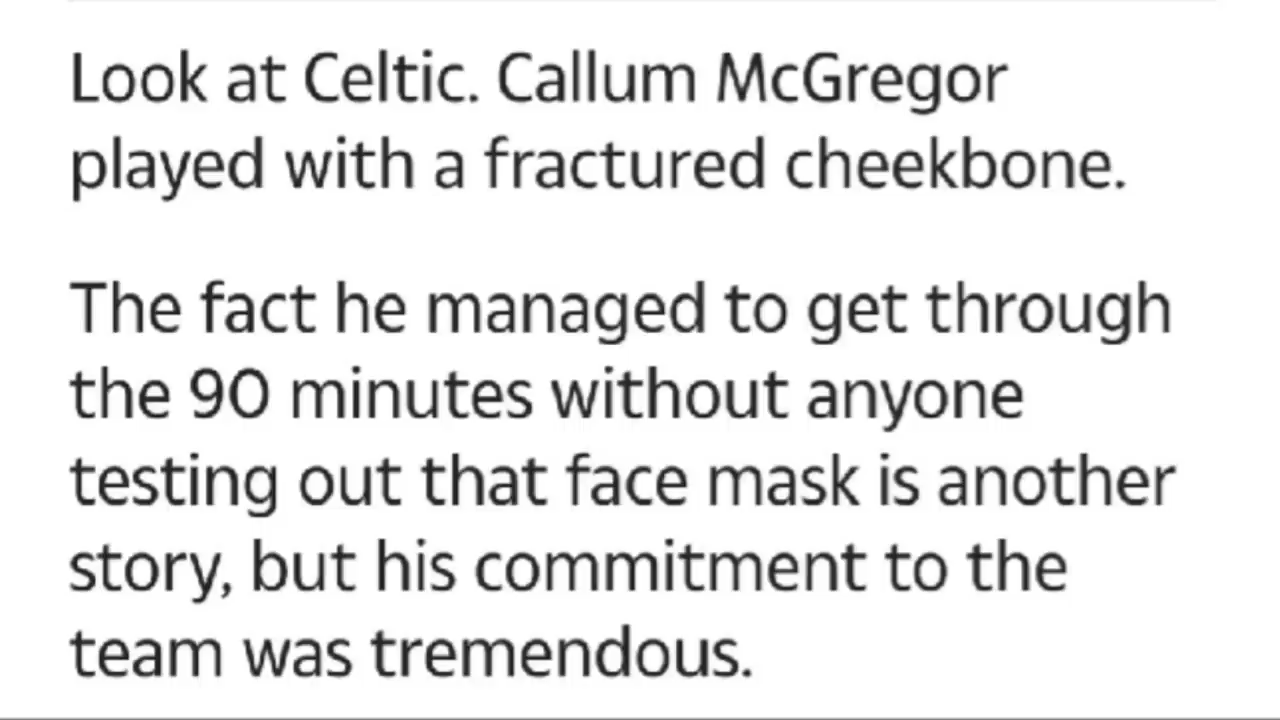 Look at Celtic. Callum McGregor
played with a fractured cheekbone.
The fact he managed to get through
the 90 minutes without anyone
testing out that face mask is another
story, but his commitment to the
team was tremendous.